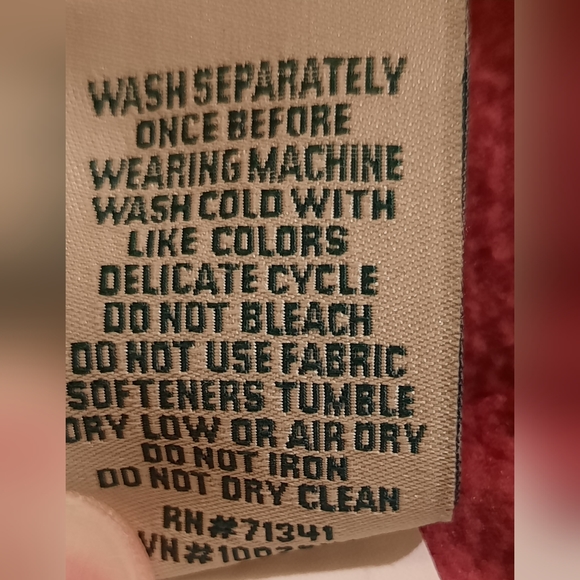 WASH SEPARATELY
ONCE BEFORE
WEARING MACHINE
WASH COLD WITH
LIKE COLORS
DELICATE CYCLE
DO NOT BLEACH
DO NOT USE FABRIC
SOFTENERS TUMBLE
DRY LOW OR AIR DRY
DO NOT IRON
DO NOT DRY CLEAN
RN#71341